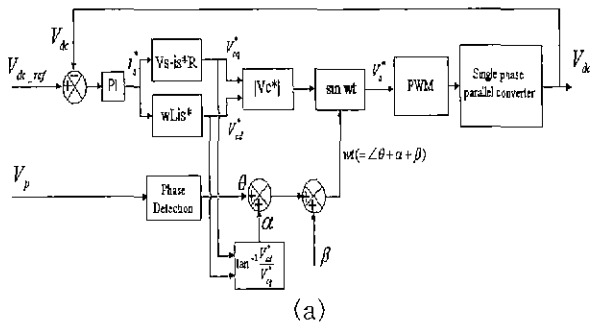 V_dc
V_dc_ref
PI
i_s^*
Vs-is*R
wLis*
V_cq^*
V_cd^*
|Vc*|
sin wt
V_s^*
PWM
Single phase
parallel converter
V_dc
wt(=∠θ+α+β)
V_p
Phase
Detection
θ
α
β
tan^-1 V_cd^*/V_cq^*
(a)